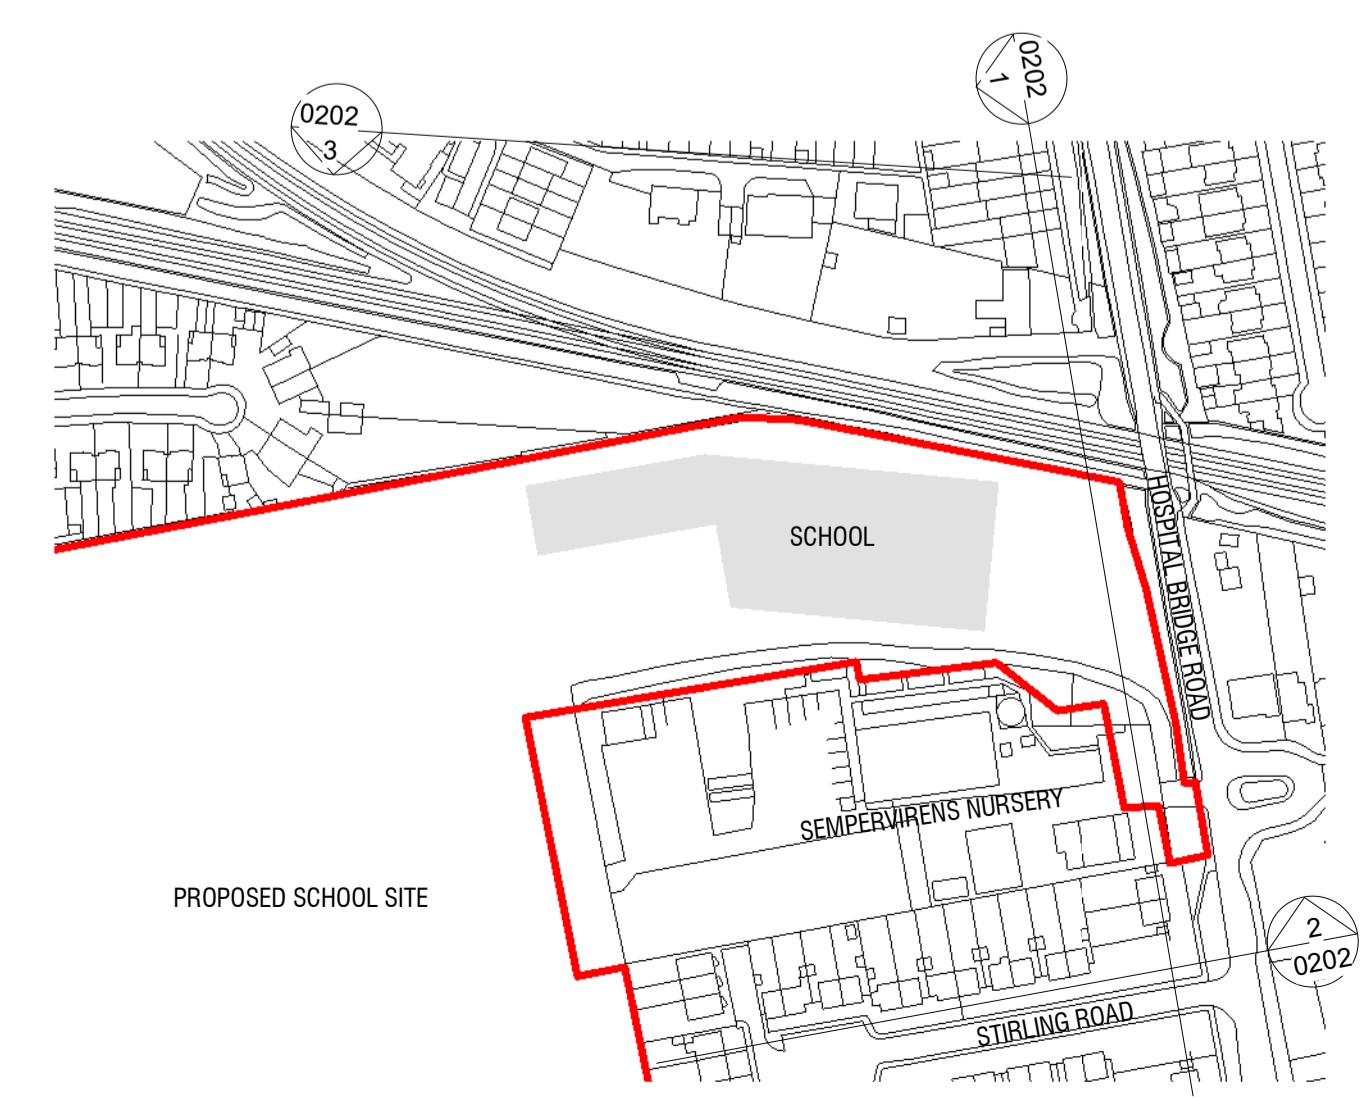 0202
1
0202
3
SCHOOL
HOSPITAL BRIDGE ROAD
SEMPERVIRENS NURSERY
PROPOSED SCHOOL SITE
2
0202
STIRLING ROAD